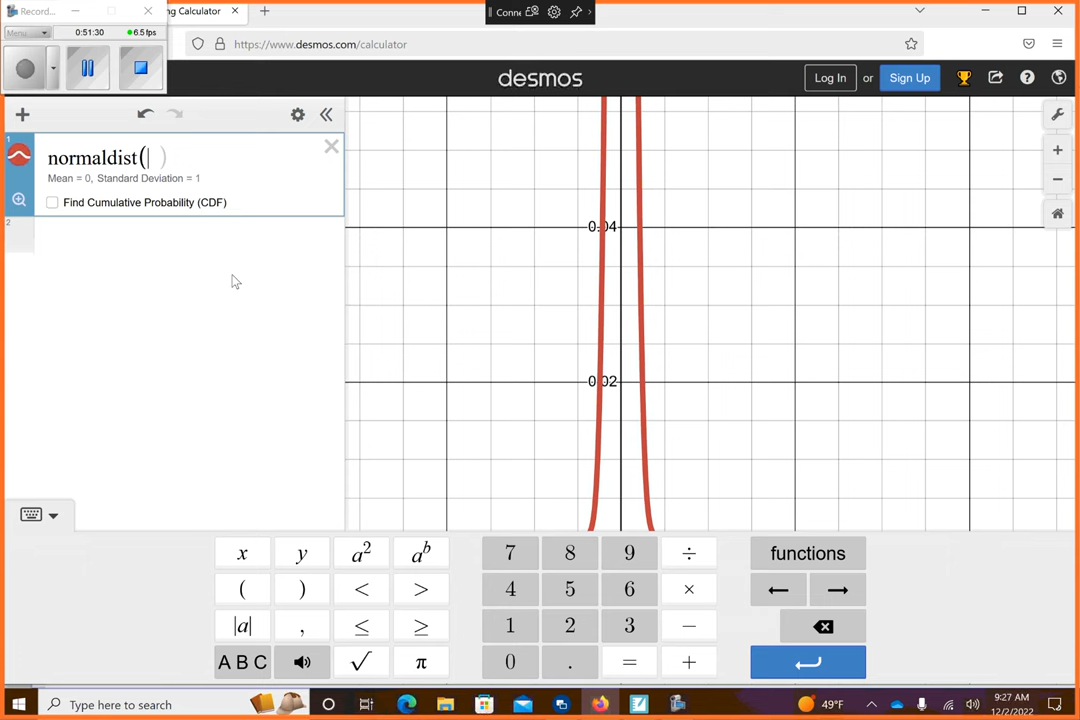 Record...
ng Calculator
Conne
Menu
0:51:30
6.5 fps
https://www.desmos.com/calculator
desmos
Log In or Sign Up
1
normaldist( )
Mean = 0, Standard Deviation = 1
Find Cumulative Probability (CDF)
2
0.04
0.02
x y a² aᵇ 7 8 9 ÷ functions
( ) < > 4 5 6 × ← →
|a| , ≤ ≥ 1 2 3 −
A B C √ π 0 . = +
Type here to search
49°F
9:27 AM
12/2/2022